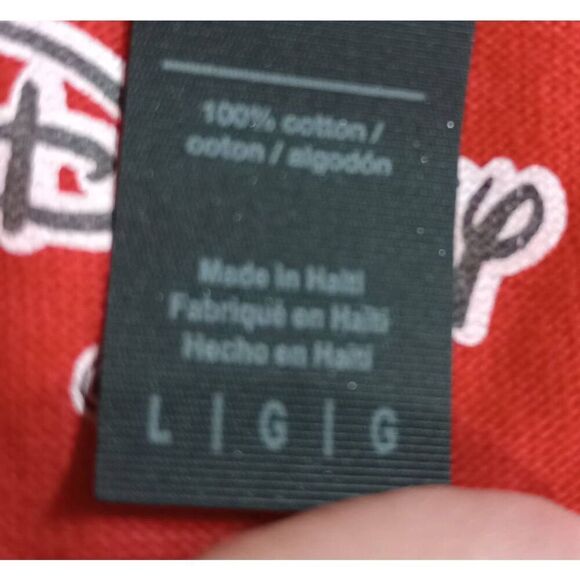 100% cotton /
coton / algodón
Made in Haiti
Fabriqué en Haïti
Hecho en Haití
L | G | G